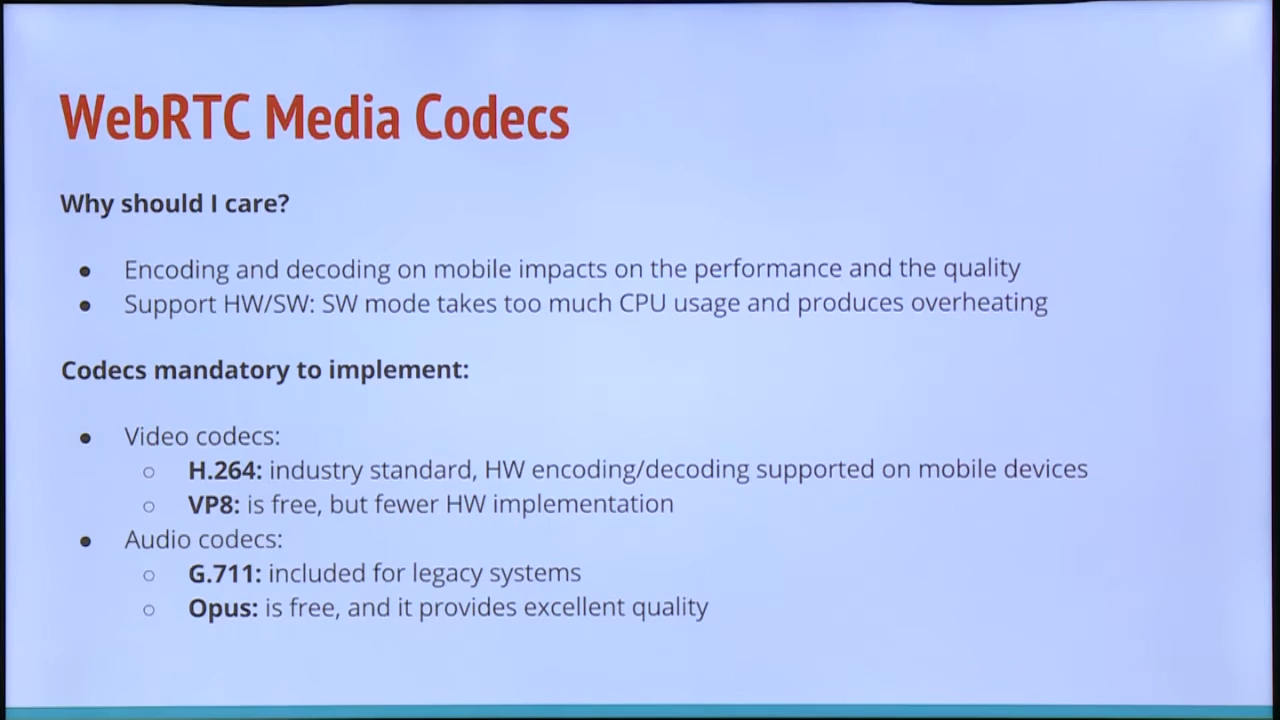 WebRTC Media Codecs
Why should I care?
● Encoding and decoding on mobile impacts on the performance and the quality
● Support HW/SW: SW mode takes too much CPU usage and produces overheating
Codecs mandatory to implement:
● Video codecs:
○ H.264: industry standard, HW encoding/decoding supported on mobile devices
○ VP8: is free, but fewer HW implementation
● Audio codecs:
○ G.711: included for legacy systems
○ Opus: is free, and it provides excellent quality